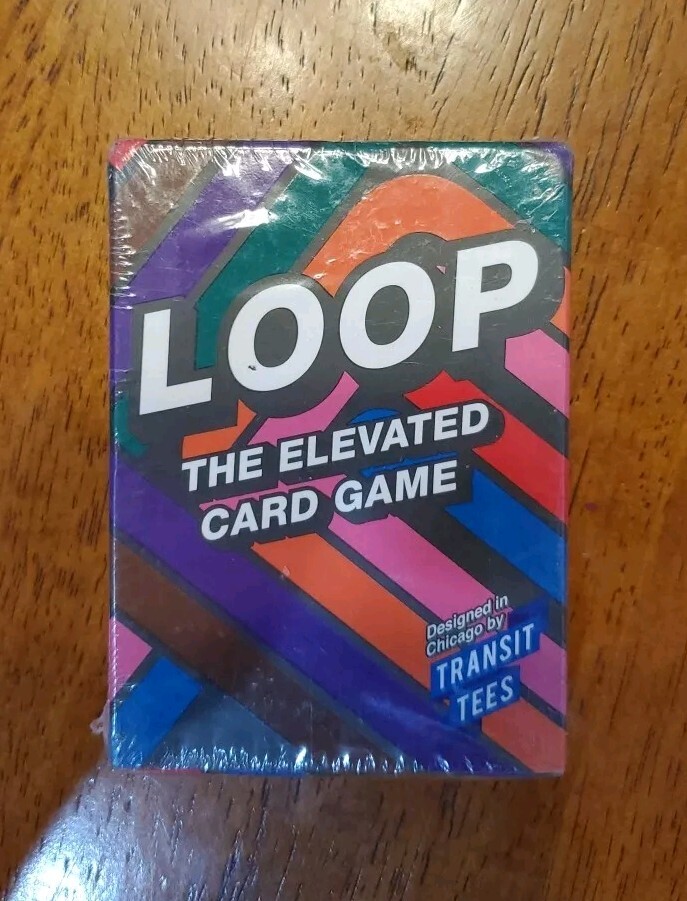 LOOP
THE ELEVATED
CARD GAME
Designed in
Chicago by
TRANSIT
TEES